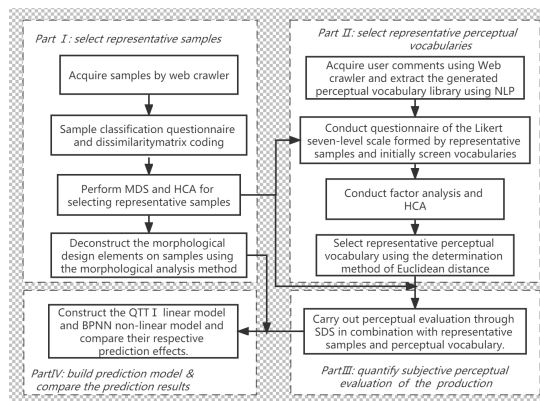 Part Ⅰ: select representative samples
Acquire samples by web crawler
Sample classification questionnaire
and dissimilaritymatrix coding
Perform MDS and HCA for
selecting representative samples
Deconstruct the morphological
design elements on samples using
the morphological analysis method
Part Ⅱ: select representative perceptual
vocabularies
Acquire user comments using Web
crawler and extract the generated
perceptual vocabulary library using NLP
Conduct questionnaire of the Likert
seven-level scale formed by representative
samples and initially screen vocabularies
Conduct factor analysis and
HCA
Select representative perceptual
vocabulary using the determination
method of Euclidean distance
Carry out perceptual evaluation through
SDS in combination with representative
samples and perceptual vocabulary.
PartⅢ: quantify subjective perceptual
evaluation of the production
Construct the QTT Ⅰ linear model
and BPNN non-linear model and
compare their respective
prediction effects.
PartⅣ: build prediction model &
compare the prediction results